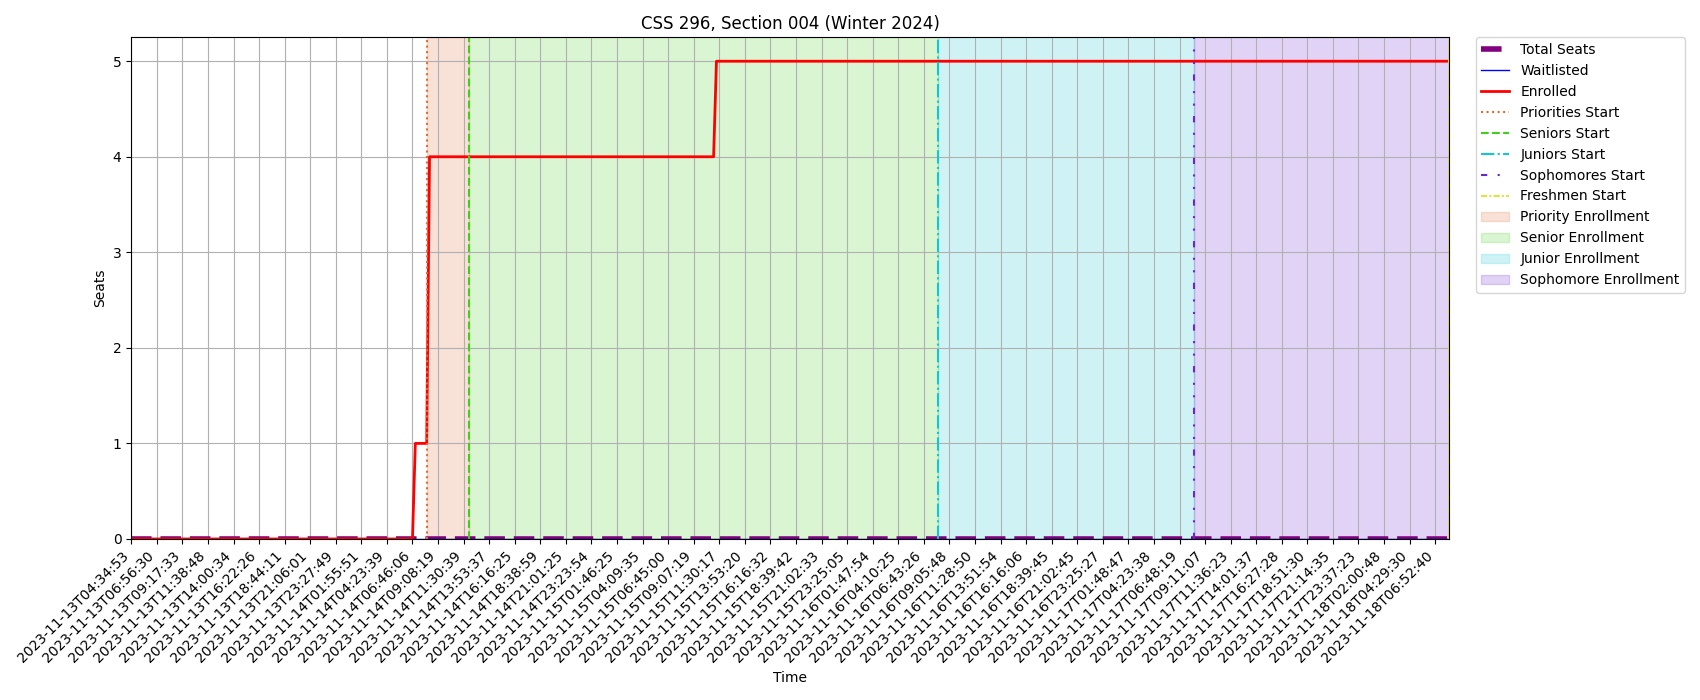 CSS 296, Section 004 (Winter 2024)
Seats
5
4
3
2
1
0
2023-11-13T04:34:53
2023-11-13T06:56:30
2023-11-13T09:17:33
2023-11-13T11:38:48
2023-11-13T14:00:34
2023-11-13T16:22:26
2023-11-13T18:44:11
2023-11-13T21:06:01
2023-11-13T23:27:49
2023-11-14T01:55:51
2023-11-14T04:23:39
2023-11-14T06:46:06
2023-11-14T09:08:19
2023-11-14T11:30:39
2023-11-14T13:53:37
2023-11-14T16:16:25
2023-11-14T18:38:59
2023-11-14T21:01:25
2023-11-14T23:23:54
2023-11-15T01:46:25
2023-11-15T04:09:35
2023-11-15T06:45:00
2023-11-15T09:07:19
2023-11-15T11:30:17
2023-11-15T13:53:20
2023-11-15T16:16:32
2023-11-15T18:39:42
2023-11-15T21:02:33
2023-11-15T23:25:05
2023-11-16T01:47:54
2023-11-16T04:10:25
2023-11-16T06:43:26
2023-11-16T09:05:48
2023-11-16T11:28:50
2023-11-16T13:51:54
2023-11-16T16:16:06
2023-11-16T18:39:45
2023-11-16T21:02:45
2023-11-16T23:25:27
2023-11-17T01:48:47
2023-11-17T04:23:38
2023-11-17T06:48:19
2023-11-17T09:11:07
2023-11-17T11:36:23
2023-11-17T14:01:37
2023-11-17T16:27:28
2023-11-17T18:51:30
2023-11-17T21:14:35
2023-11-17T23:37:23
2023-11-18T02:00:48
2023-11-18T04:29:30
2023-11-18T06:52:40
Time
Total Seats
Waitlisted
Enrolled
Priorities Start
Seniors Start
Juniors Start
Sophomores Start
Freshmen Start
Priority Enrollment
Senior Enrollment
Junior Enrollment
Sophomore Enrollment